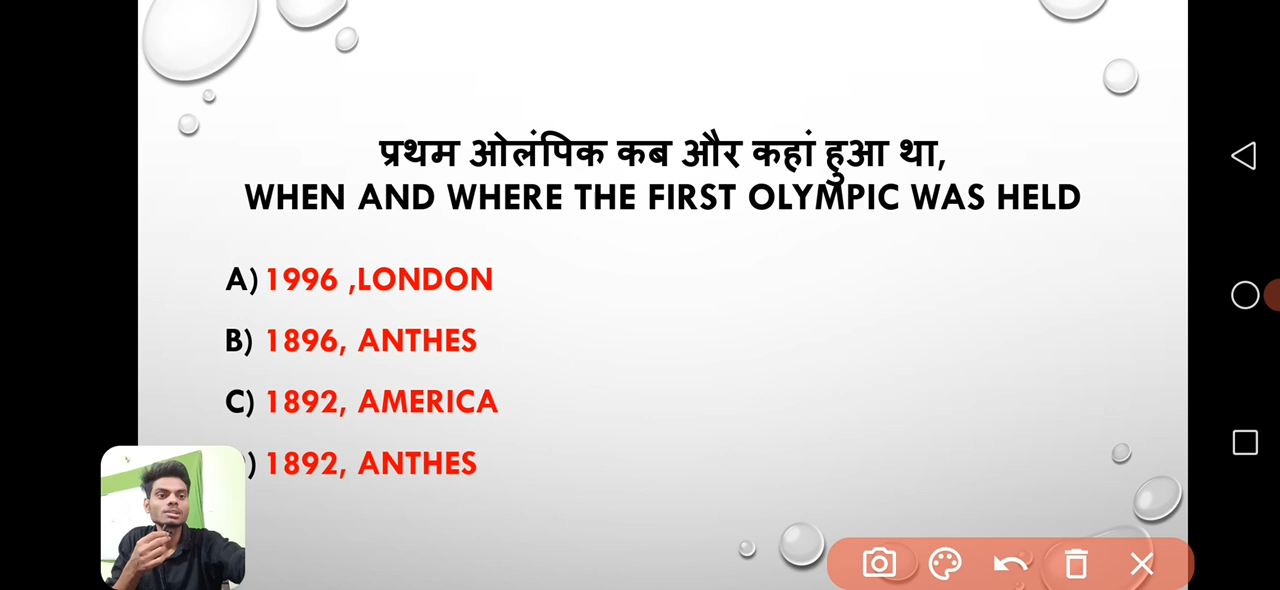 प्रथम ओलंपिक कब और कहां हुआ था,
WHEN AND WHERE THE FIRST OLYMPIC WAS HELD
A) 1996 ,LONDON
B) 1896, ANTHES
C) 1892, AMERICA
) 1892, ANTHES